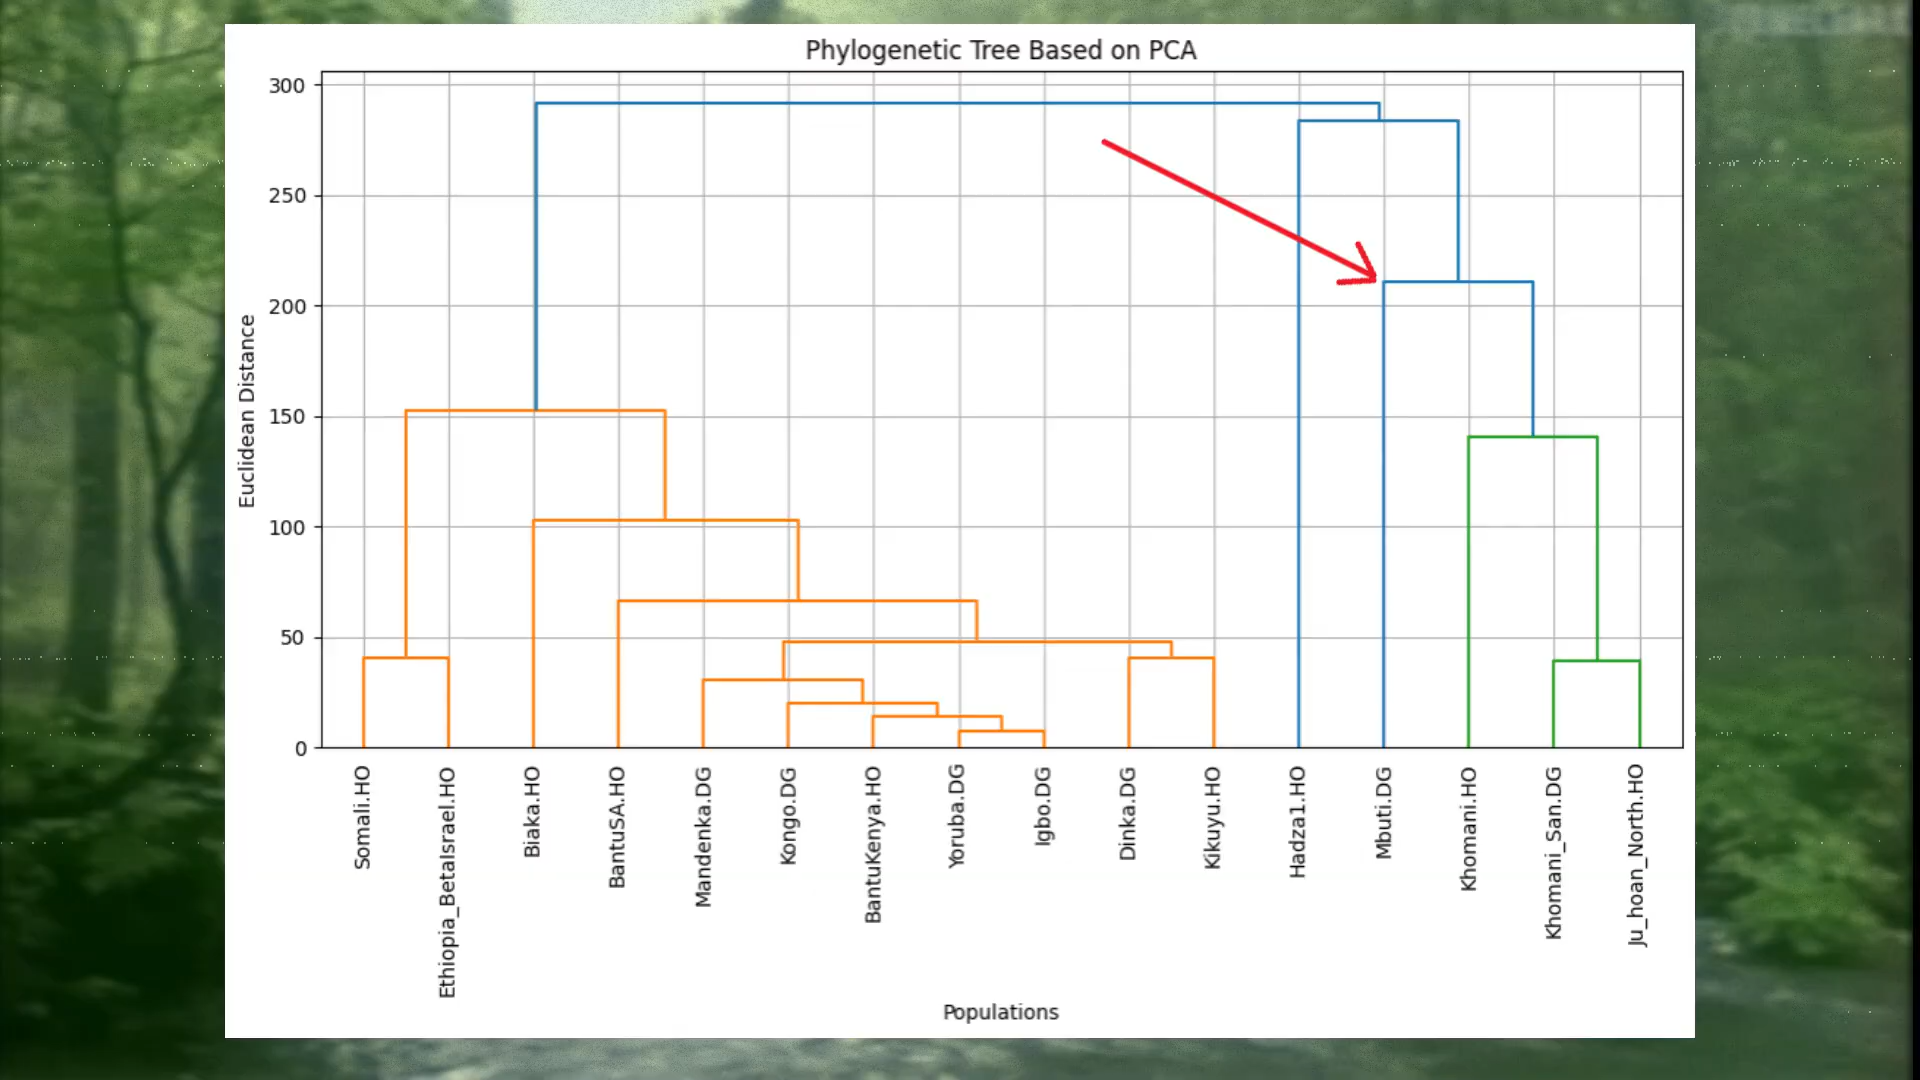 Phylogenetic Tree Based on PCA
300
250
200
150
100
50
0
Euclidean Distance
Somali.HO
Ethiopia_BetaIsrael.HO
Biaka.HO
BantuSA.HO
Mandenka.DG
Kongo.DG
BantuKenya.HO
Yoruba.DG
Igbo.DG
Dinka.DG
Kikuyu.HO
Hadza1.HO
Mbuti.DG
Khomani.HO
Khomani_San.DG
Ju_hoan_North.HO
Populations